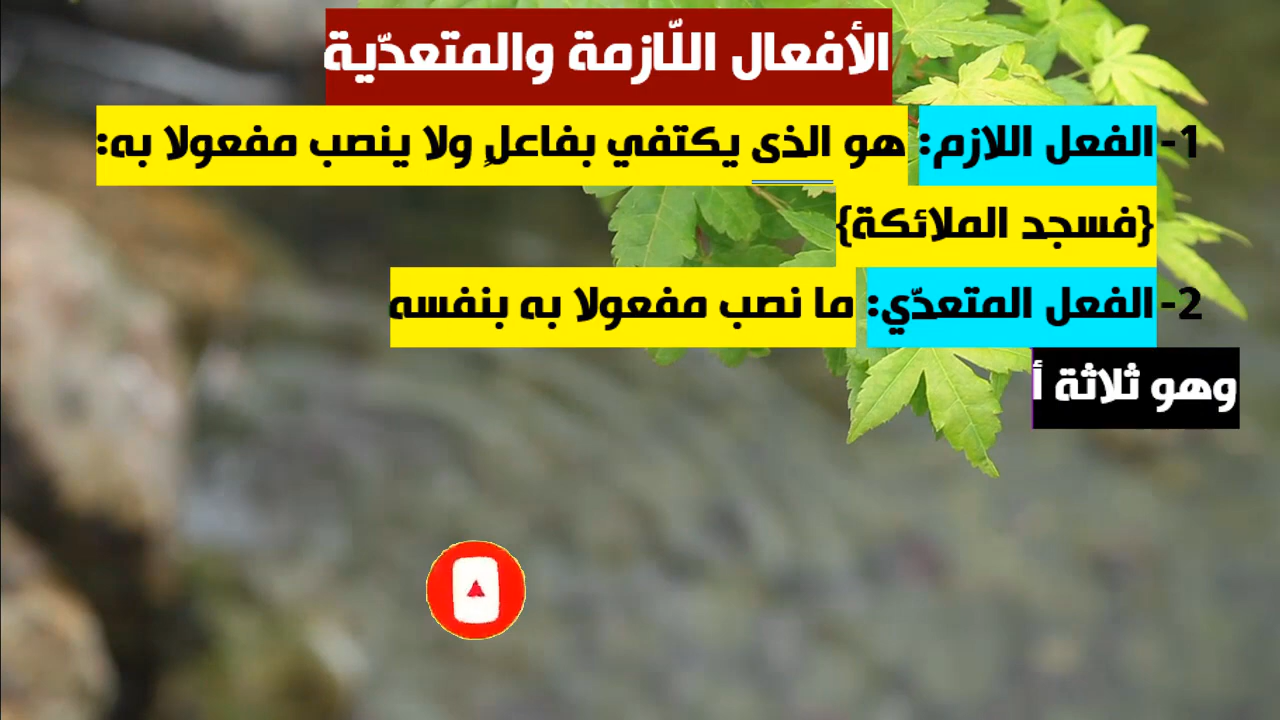 الأفعال اللّازمة والمتعدّية
1- الفعل اللازم: هو الذى يكتفي بفاعلٍ ولا ينصب مفعولا به:
{فسجد الملائكة}
2- الفعل المتعدّي: ما نصب مفعولا به بنفسه
وهو ثلاثة أ